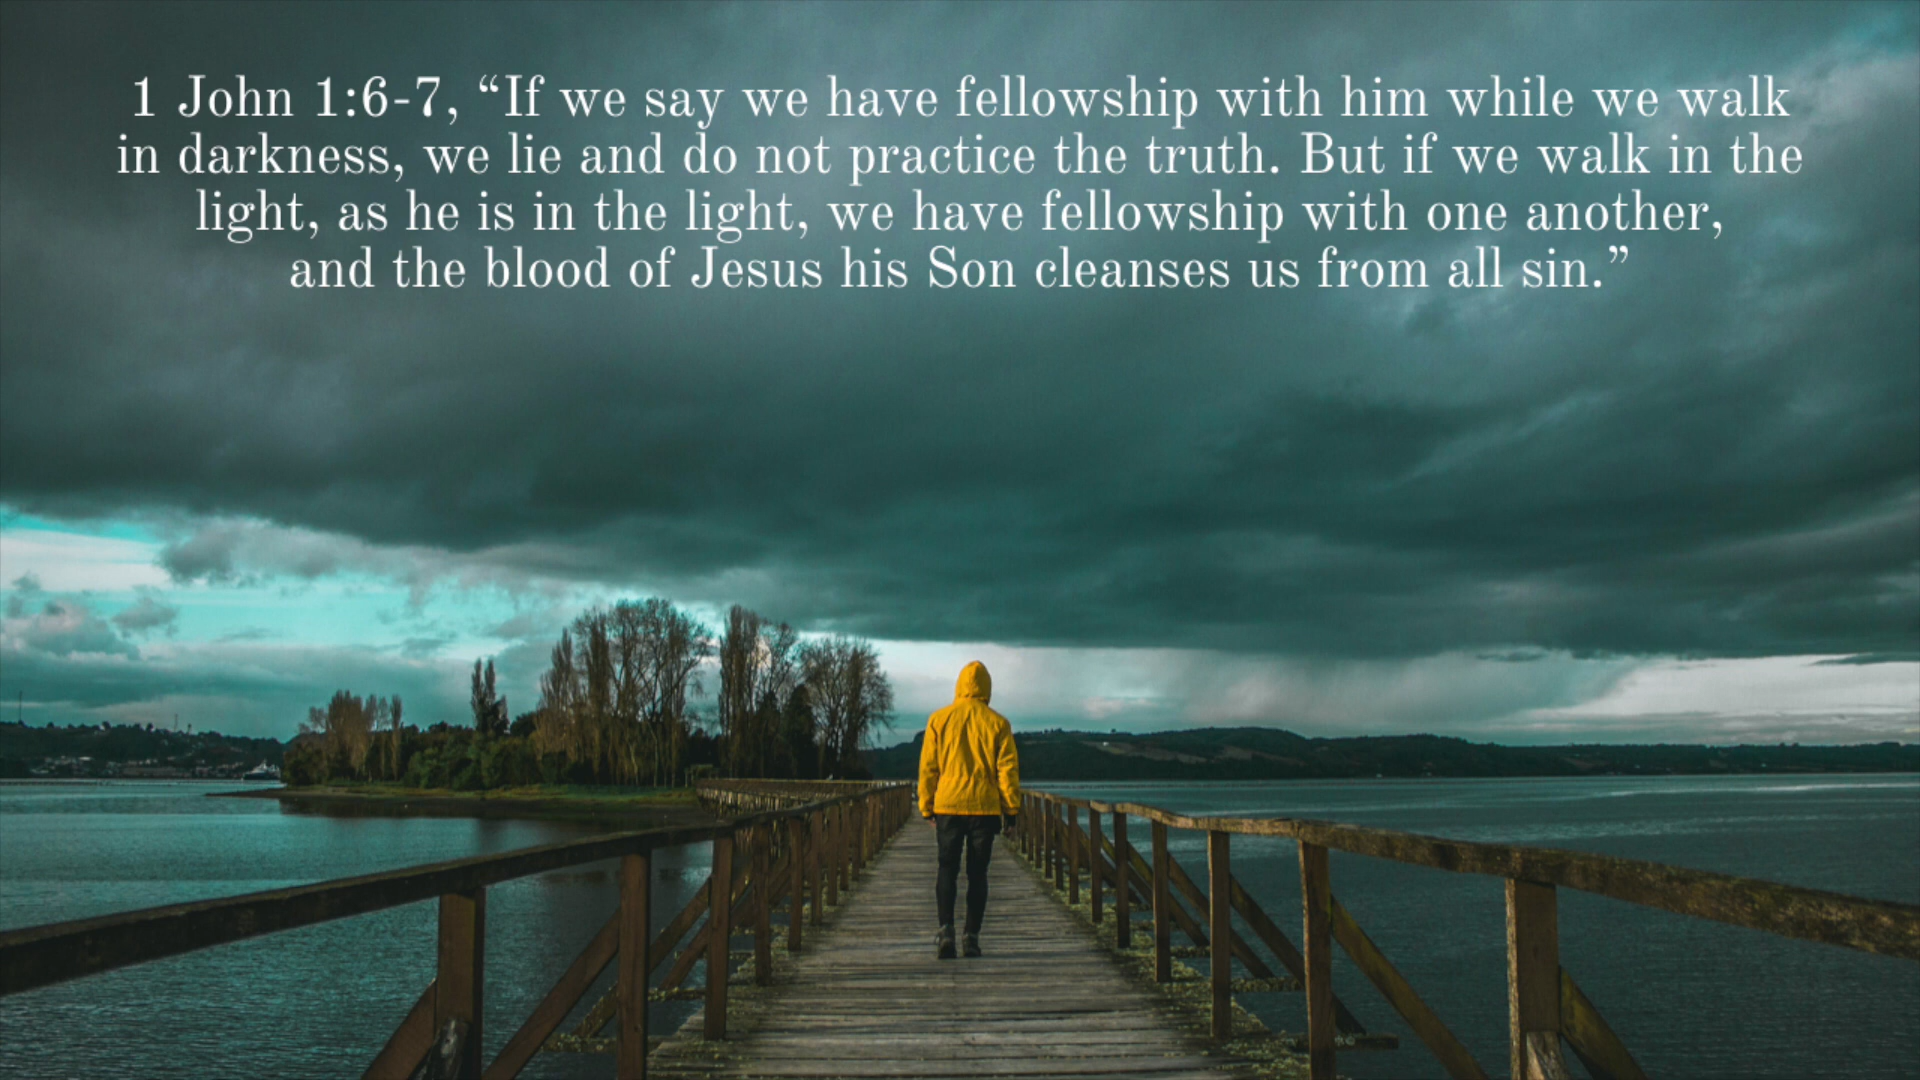 1 John 1:6-7, “If we say we have fellowship with him while we walk
in darkness, we lie and do not practice the truth. But if we walk in the
light, as he is in the light, we have fellowship with one another,
and the blood of Jesus his Son cleanses us from all sin.”